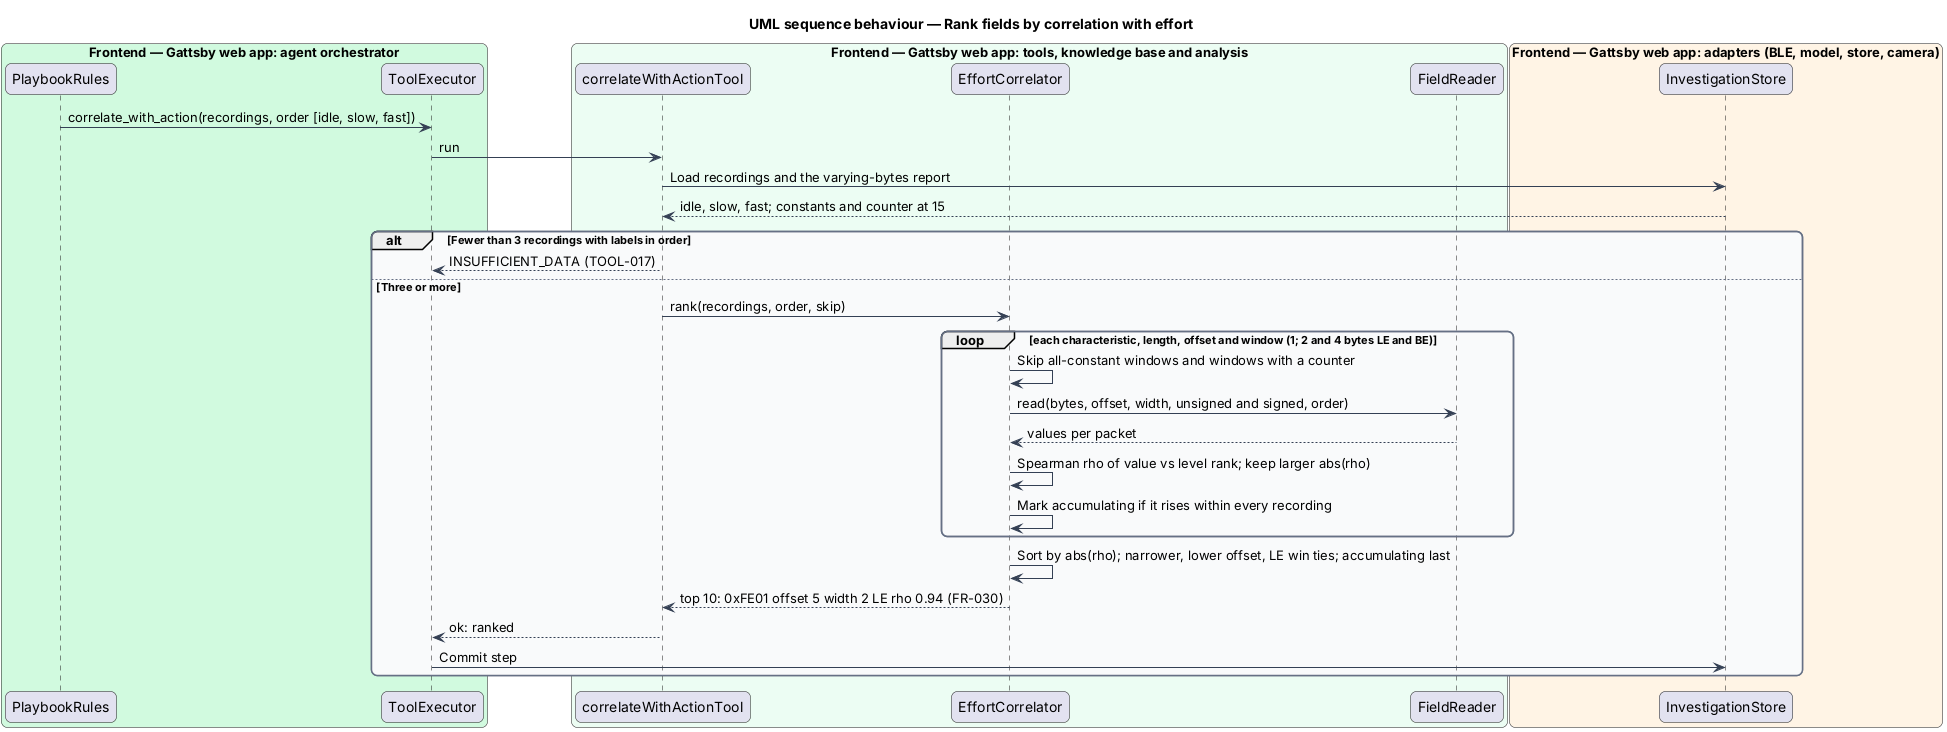 UML sequence behaviour — Rank fields by correlation with effort
Frontend — Gattsby web app: agent orchestrator
Frontend — Gattsby web app: tools, knowledge base and analysis
Frontend — Gattsby web app: adapters (BLE, model, store, camera)
PlaybookRules
ToolExecutor
correlateWithActionTool
EffortCorrelator
FieldReader
InvestigationStore
correlate_with_action(recordings, order [idle, slow, fast])
run
Load recordings and the varying-bytes report
idle, slow, fast; constants and counter at 15
alt
[Fewer than 3 recordings with labels in order]
INSUFFICIENT_DATA (TOOL-017)
[Three or more]
rank(recordings, order, skip)
loop
[each characteristic, length, offset and window (1; 2 and 4 bytes LE and BE)]
Skip all-constant windows and windows with a counter
read(bytes, offset, width, unsigned and signed, order)
values per packet
Spearman rho of value vs level rank; keep larger abs(rho)
Mark accumulating if it rises within every recording
Sort by abs(rho); narrower, lower offset, LE win ties; accumulating last
top 10: 0xFE01 offset 5 width 2 LE rho 0.94 (FR-030)
ok: ranked
Commit step
PlaybookRules
ToolExecutor
correlateWithActionTool
EffortCorrelator
FieldReader
InvestigationStore